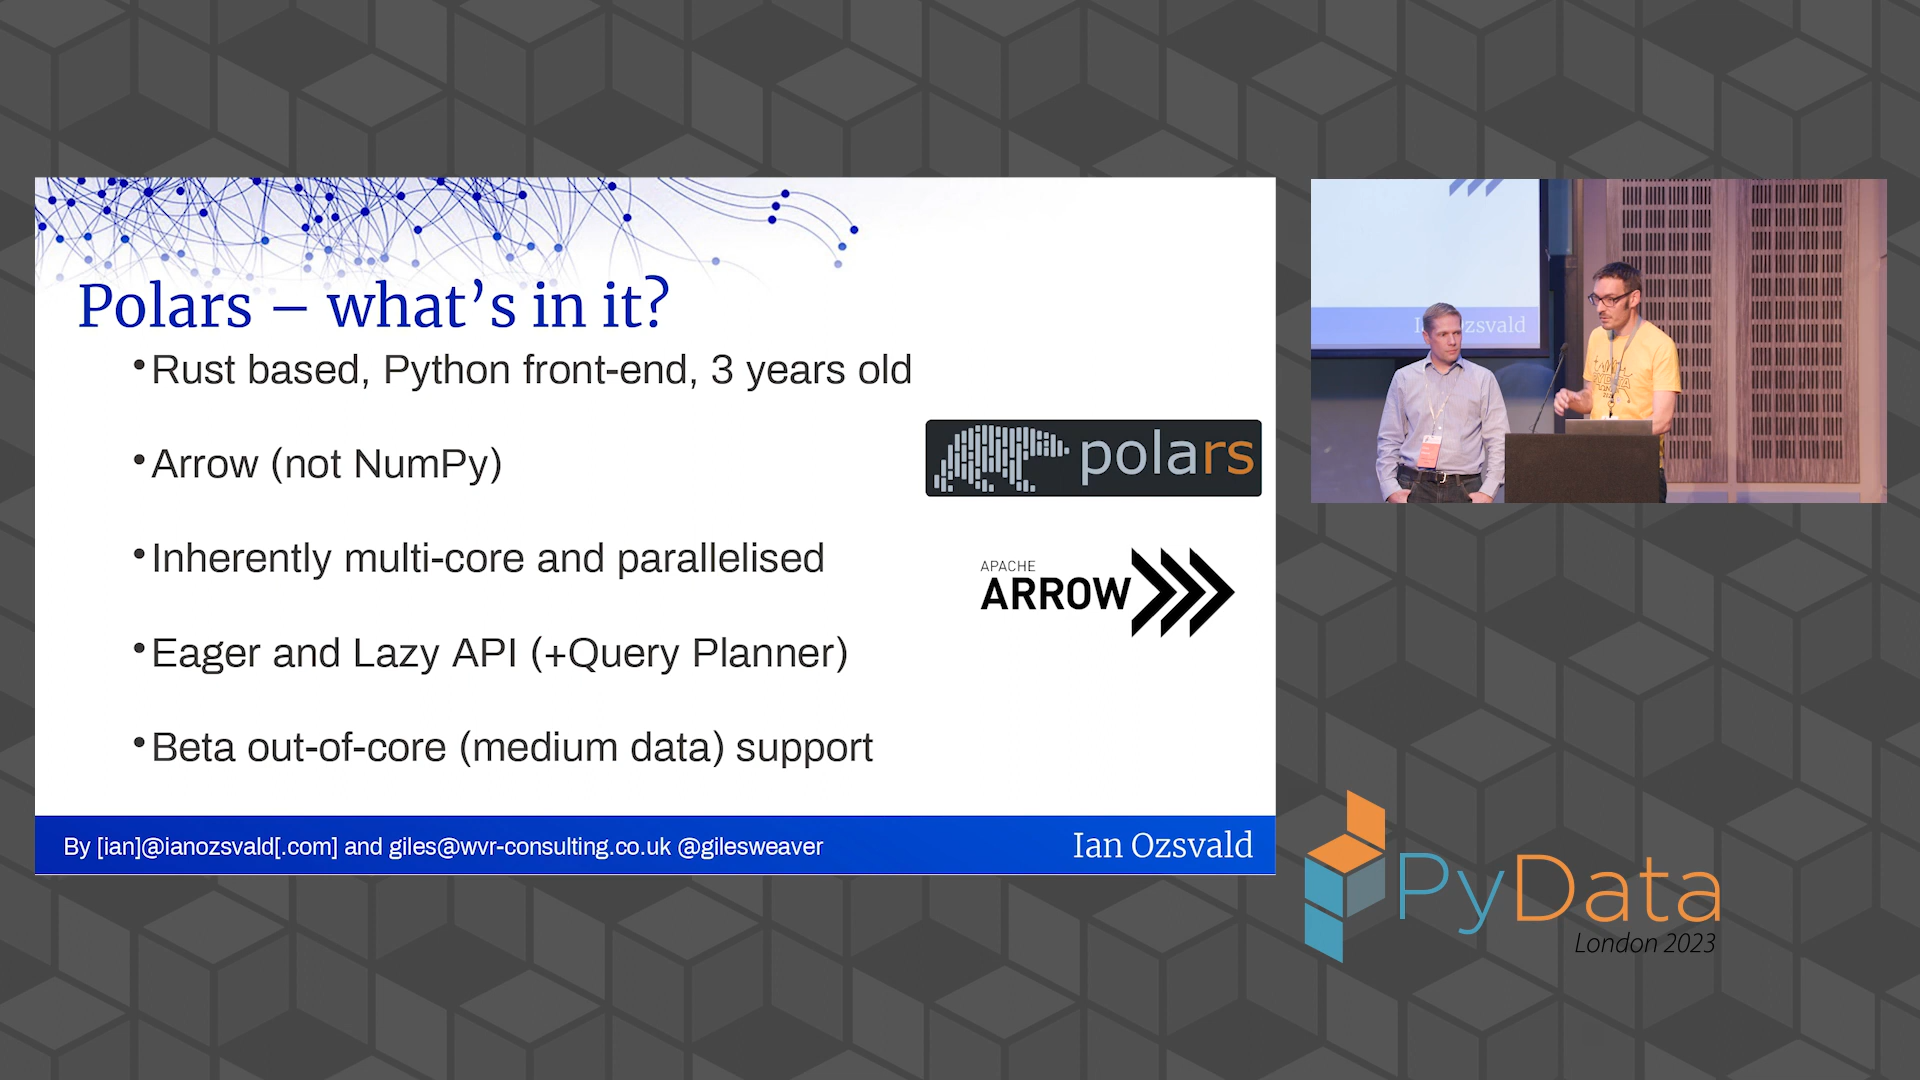 Polars – what’s in it?
•Rust based, Python front-end, 3 years old
•Arrow (not NumPy)
•Inherently multi-core and parallelised
•Eager and Lazy API (+Query Planner)
•Beta out-of-core (medium data) support
polars
APACHE
ARROW
By [ian]@ianozsvald[.com] and giles@wvr-consulting.co.uk @gilesweaver
Ian Ozsvald
zsvald
PyData
London 2023